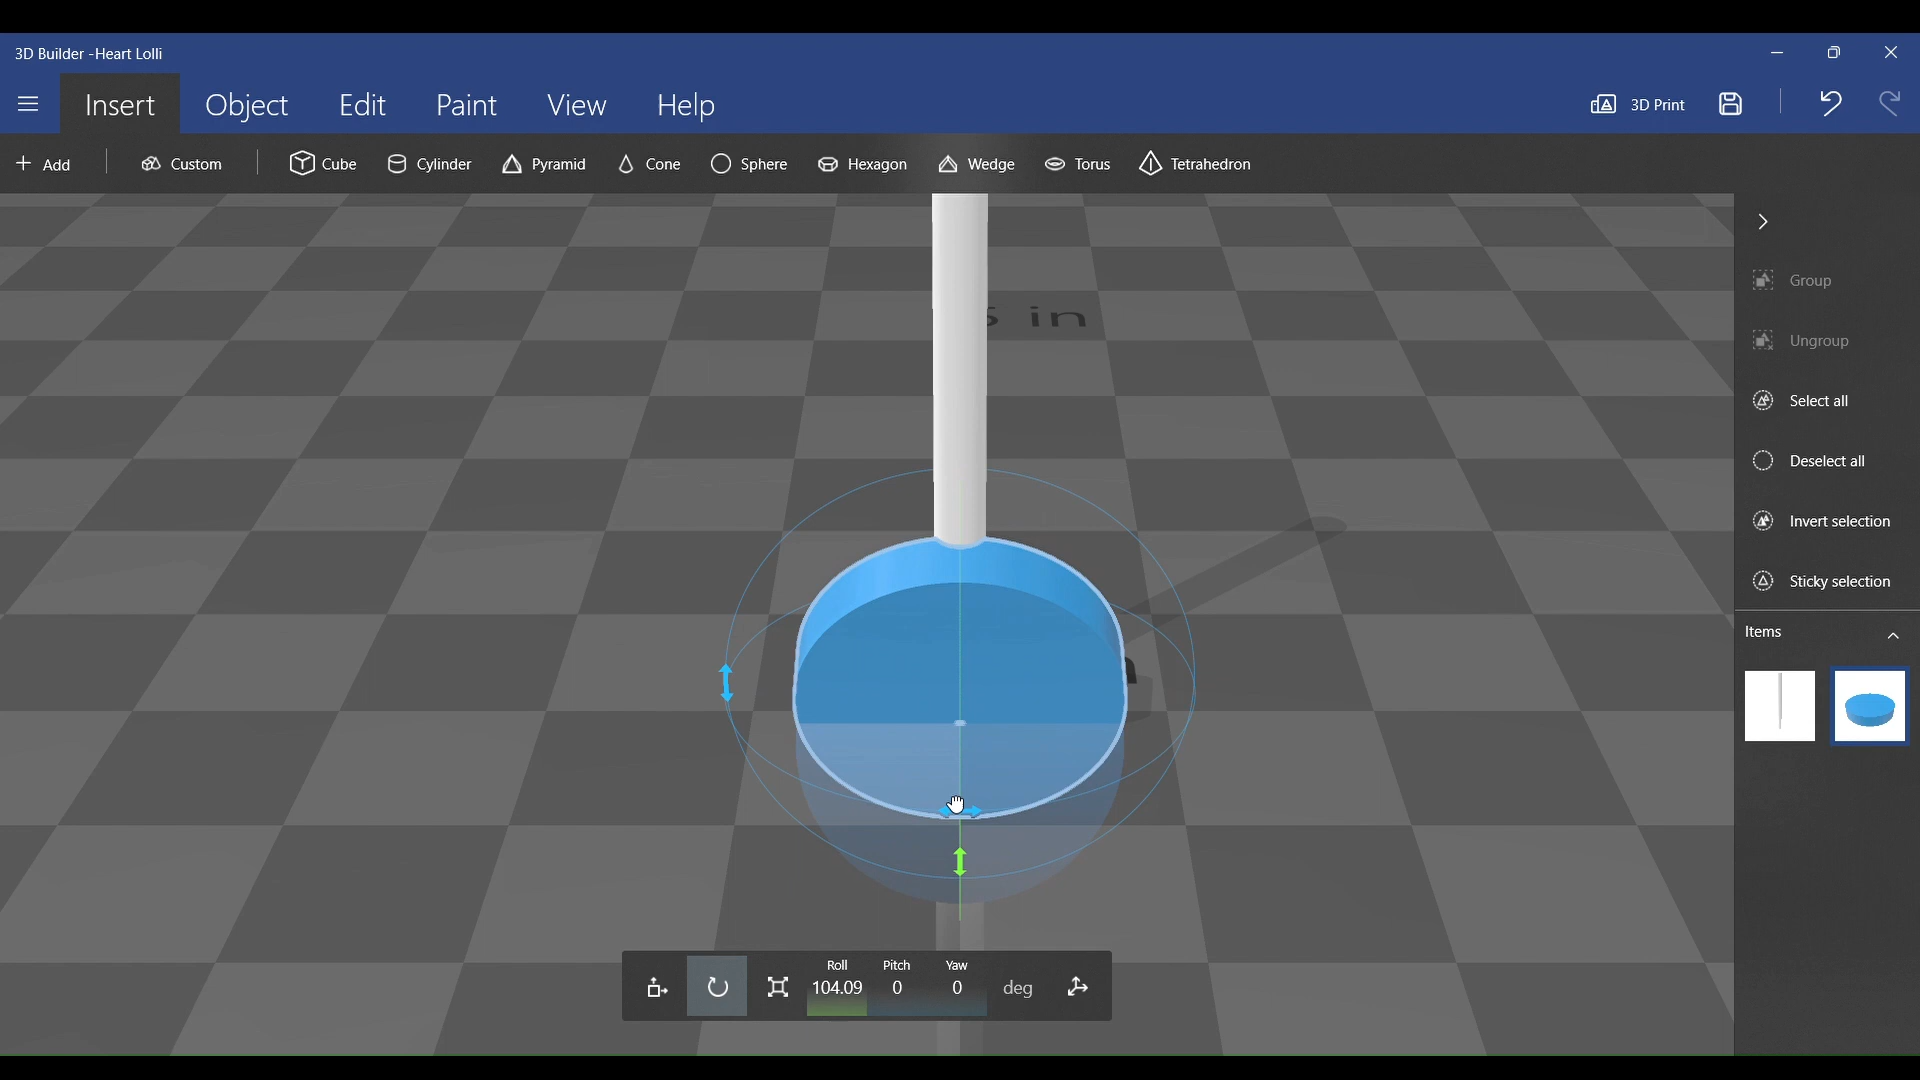 3D Builder -Heart Lolli
Insert Object Edit Paint View Help 3D Print
Add Custom Cube Cylinder Pyramid Cone Sphere Hexagon Wedge Torus Tetrahedron
Group
in
Ungroup
Select all
Deselect all
Invert selection
Sticky selection
Items
Roll Pitch Yaw
104.09 0 0 deg